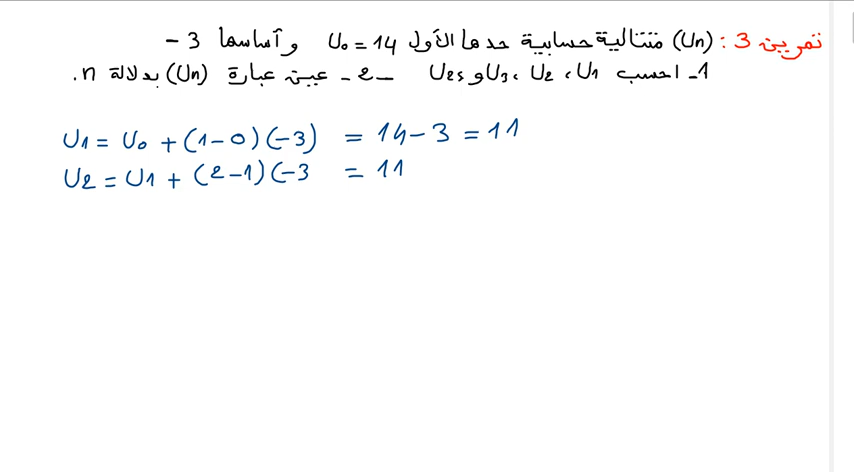 تمرين 3 : (Un) متتالية حسابية حدها الأول U₀ = 14 وأساسها 3 -
1- احسب U1 ، U2 ، U3 و U25 - 2 - عين عبارة (Un) بدلالة n .
U1 = U₀ + (1-0)(-3) = 14-3 = 11
U2 = U1 + (2-1)(-3 = 11